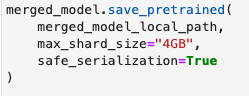 merged_model.save_pretrained(
    merged_model_local_path,
    max_shard_size="4GB",
    safe_serialization=True
)